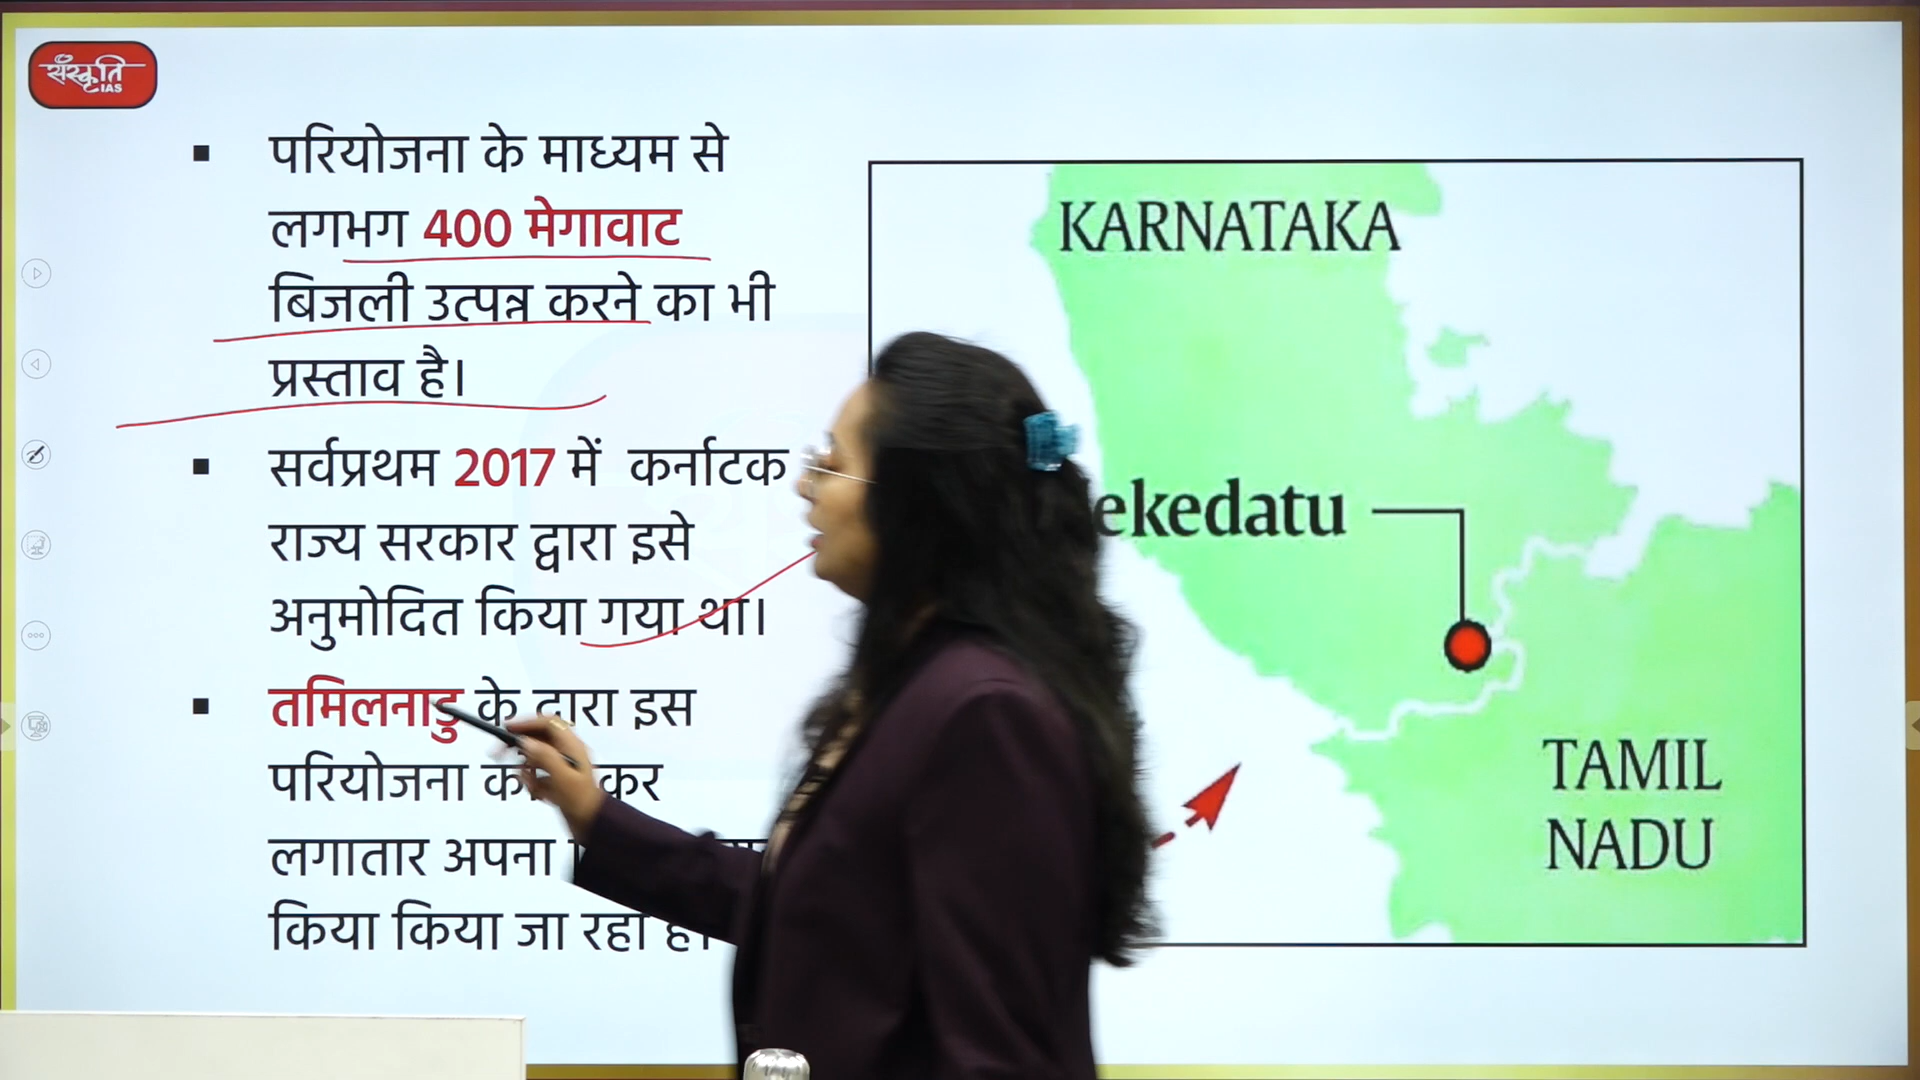 संस्कृति
IAS
परियोजना के माध्यम से
लगभग 400 मेगावाट
बिजली उत्पन्न करने का भी
प्रस्ताव है।
सर्वप्रथम 2017 में कर्नाटक
राज्य सरकार द्वारा इसे
अनुमोदित किया गया था।
तमिलनाडु के द्वारा इस
परियोजना
लगातार अपना
किया किया जा रहा है।
KARNATAKA
ekedatu
TAMIL
NADU